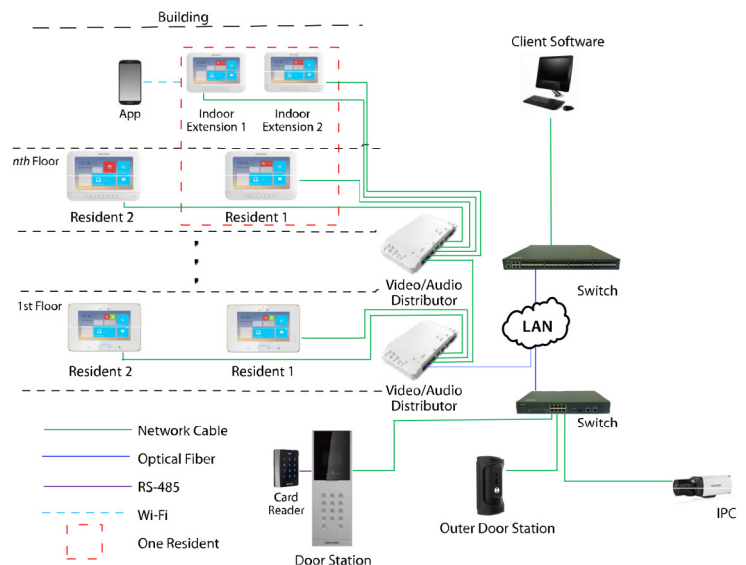 Building
Client Software
App
Indoor
Extension 1
Indoor
Extension 2
nth Floor
Resident 2
Resident 1
Video/Audio
Distributor
Switch
1st Floor
LAN
Resident 2
Resident 1
Video/Audio
Distributor
Switch
Network Cable
Optical Fiber
RS-485
Wi-Fi
One Resident
Card
Reader
Door Station
Outer Door Station
IPC